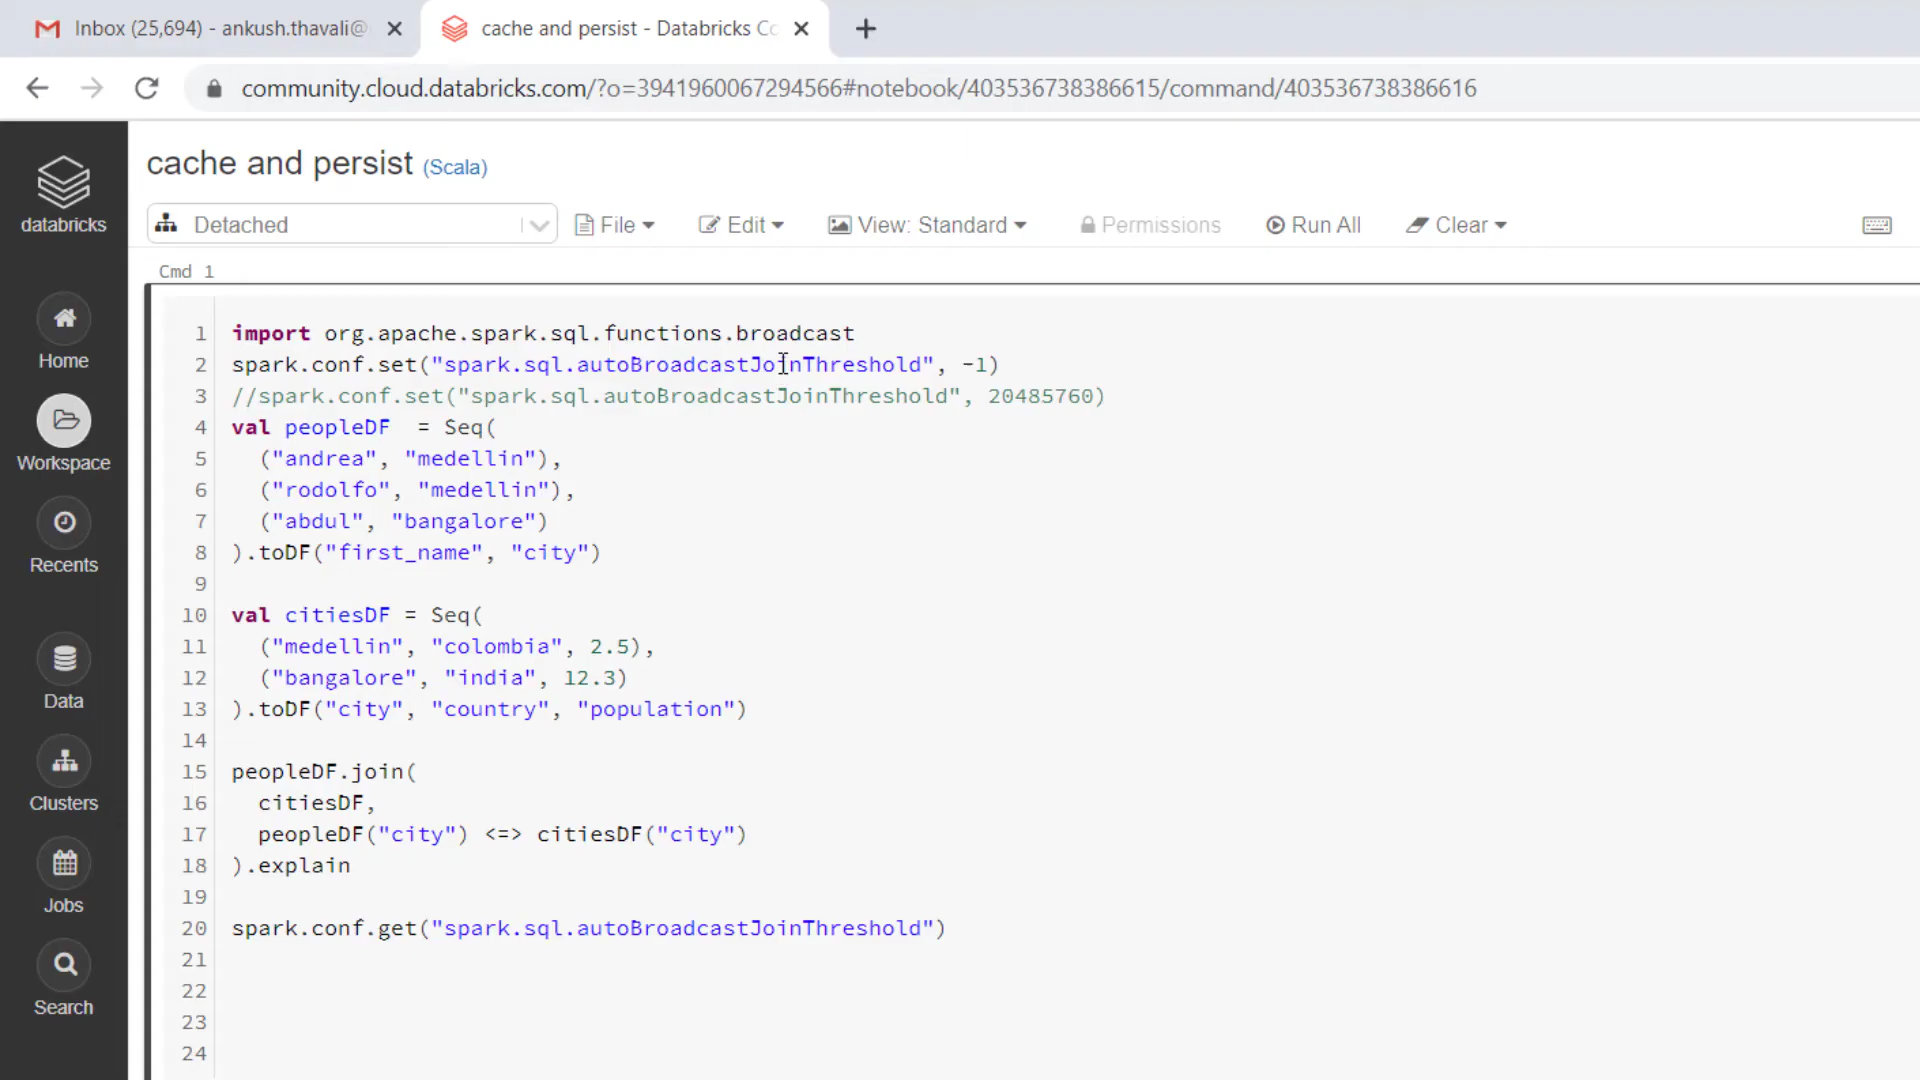 Inbox (25,694) - ankush.thavali@
cache and persist - Databricks Co
community.cloud.databricks.com/?o=3941960067294566#notebook/403536738386615/command/403536738386616
databricks
Home
Workspace
Recents
Data
Clusters
Jobs
Search
cache and persist (Scala)
Detached File Edit View: Standard Permissions Run All Clear
Cmd 1
1 import org.apache.spark.sql.functions.broadcast
2 spark.conf.set("spark.sql.autoBroadcastJoinThreshold", -1)
3 //spark.conf.set("spark.sql.autoBroadcastJoinThreshold", 20485760)
4 val peopleDF  = Seq(
5   ("andrea", "medellin"),
6   ("rodolfo", "medellin"),
7   ("abdul", "bangalore")
8 ).toDF("first_name", "city")
9
10 val citiesDF = Seq(
11   ("medellin", "colombia", 2.5),
12   ("bangalore", "india", 12.3)
13 ).toDF("city", "country", "population")
14
15 peopleDF.join(
16   citiesDF,
17   peopleDF("city") <=> citiesDF("city")
18 ).explain
19
20 spark.conf.get("spark.sql.autoBroadcastJoinThreshold")
21
22
23
24